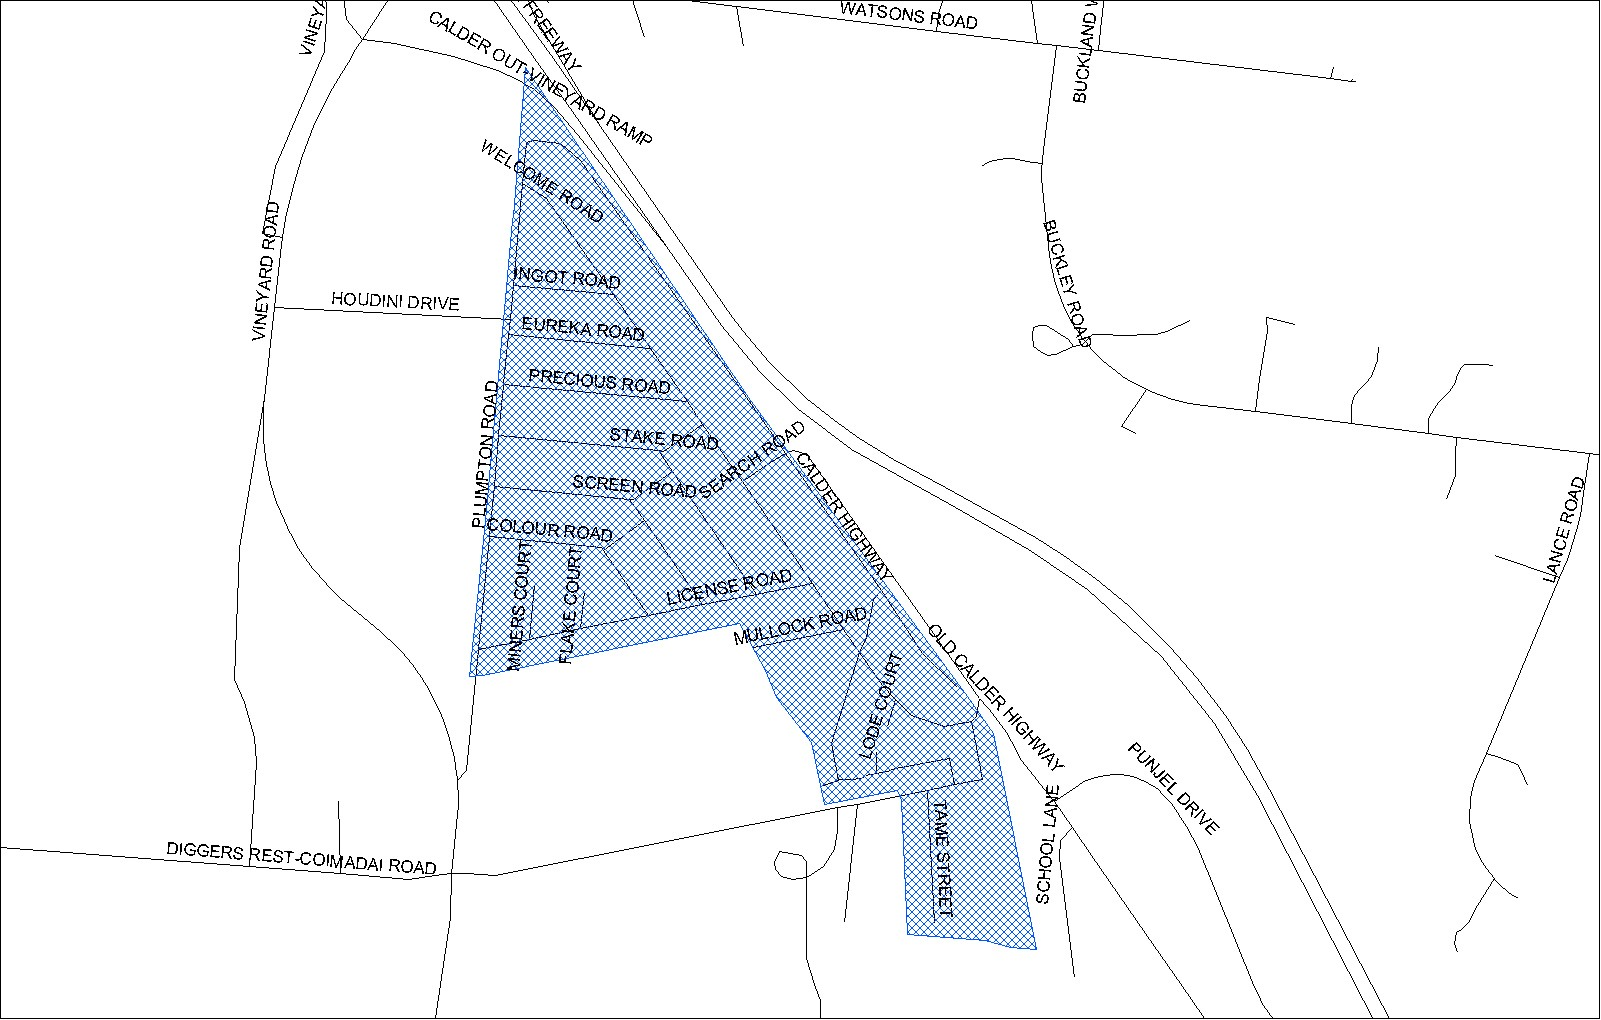 VINEYA
CALDER OUT VINEYARD RAMP
FREEWAY
WATSONS ROAD
BUCKLAND
WELCOME ROAD
VINEYARD ROAD
BUCKLEY ROAD
INGOT ROAD
HOUDINI DRIVE
EUREKA ROAD
PRECIOUS ROAD
PLUMPTON ROAD
STAKE ROAD
SEARCH ROAD
CALDER HIGHWAY
SCREEN ROAD
LANCE ROAD
COLOUR ROAD
MINERS COURT
FLAKE COURT
LICENSE ROAD
MULLOCK ROAD
OLD CALDER HIGHWAY
LODE COURT
PUNJEL DRIVE
SCHOOL LANE
TAME STREET
DIGGERS REST-COIMADAI ROAD